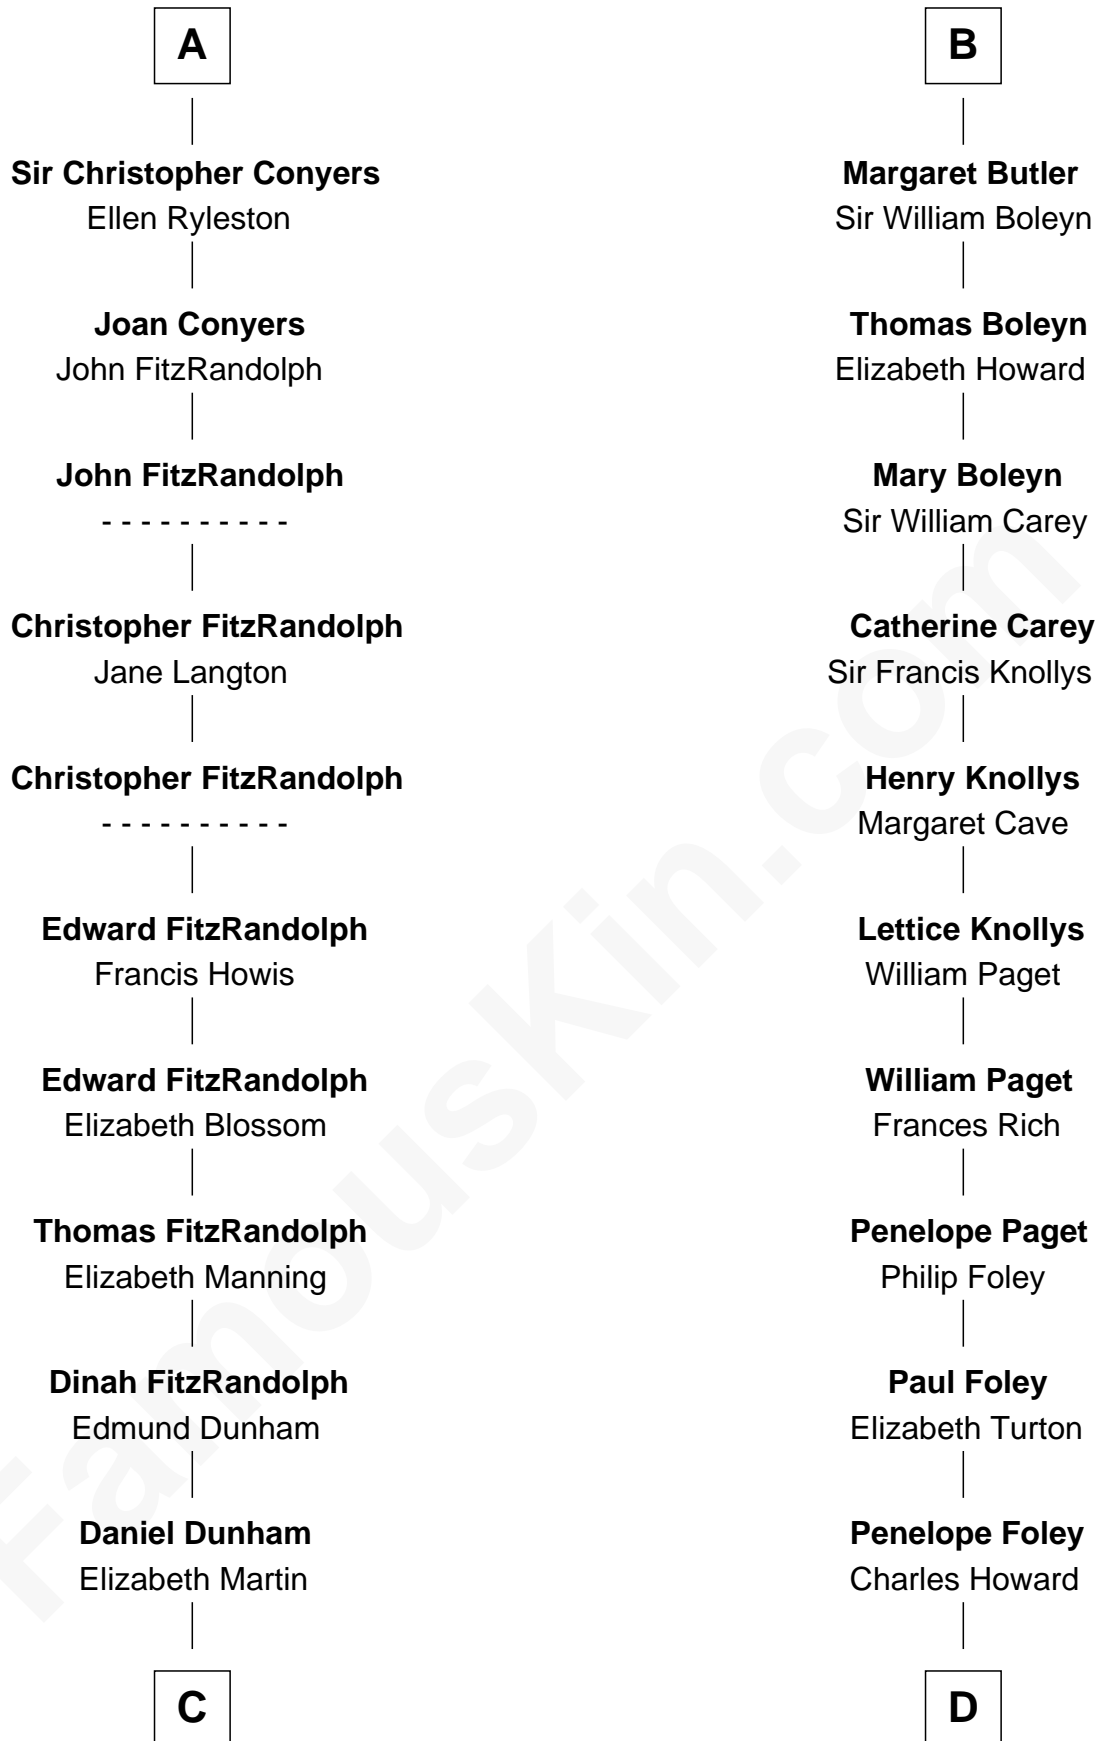 A
Sir Christopher Conyers
Ellen Ryleston
Joan Conyers
John FitzRandolph
John FitzRandolph
- - - - - - - - - -
Christopher FitzRandolph
Jane Langton
Christopher FitzRandolph
- - - - - - - - - -
Edward FitzRandolph
Francis Howis
Edward FitzRandolph
Elizabeth Blossom
Thomas FitzRandolph
Elizabeth Manning
Dinah FitzRandolph
Edmund Dunham
Daniel Dunham
Elizabeth Martin
C
B
Margaret Butler
Sir William Boleyn
Thomas Boleyn
Elizabeth Howard
Mary Boleyn
Sir William Carey
Catherine Carey
Sir Francis Knollys
Henry Knollys
Margaret Cave
Lettice Knollys
William Paget
William Paget
Frances Rich
Penelope Paget
Philip Foley
Paul Foley
Elizabeth Turton
Penelope Foley
Charles Howard
D
FamousKin.com